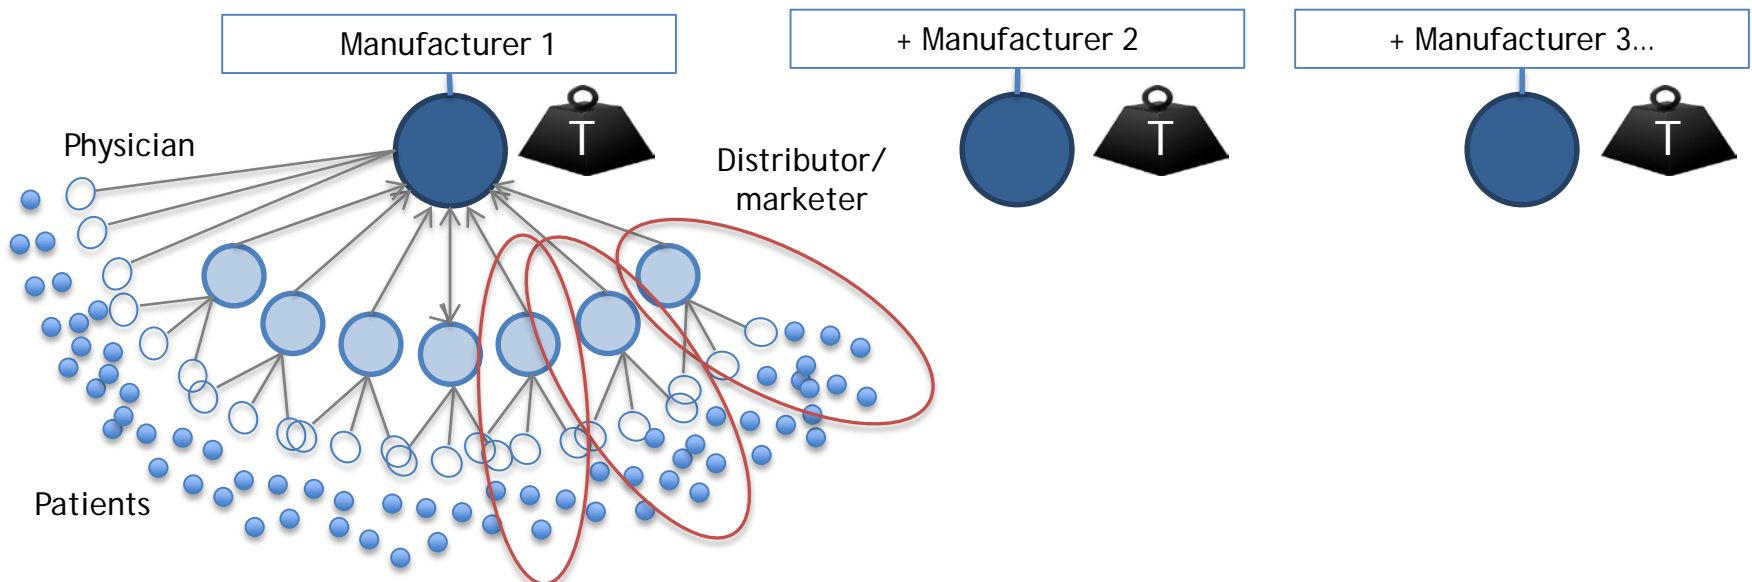 Manufacturer 1
+ Manufacturer 2
+ Manufacturer 3...
T
T
T
Physician
Distributor/
marketer
Patients